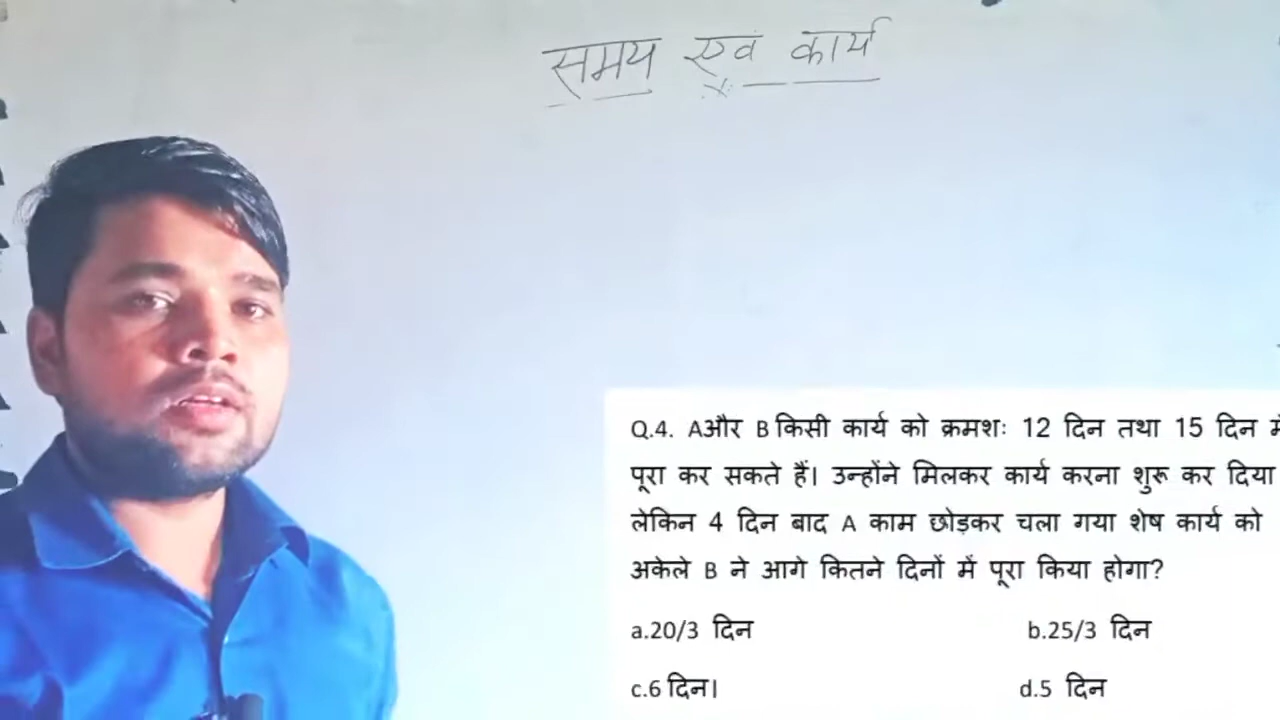 समय एवं कार्य
Q.4. Aऔर B किसी कार्य को क्रमशः 12 दिन तथा 15 दिन में
पूरा कर सकते हैं। उन्होंने मिलकर कार्य करना शुरू कर दिया
लेकिन 4 दिन बाद A काम छोड़कर चला गया शेष कार्य को
अकेले B ने आगे कितने दिनों में पूरा किया होगा?
a.20/3 दिन b.25/3 दिन
c.6 दिन। d.5 दिन